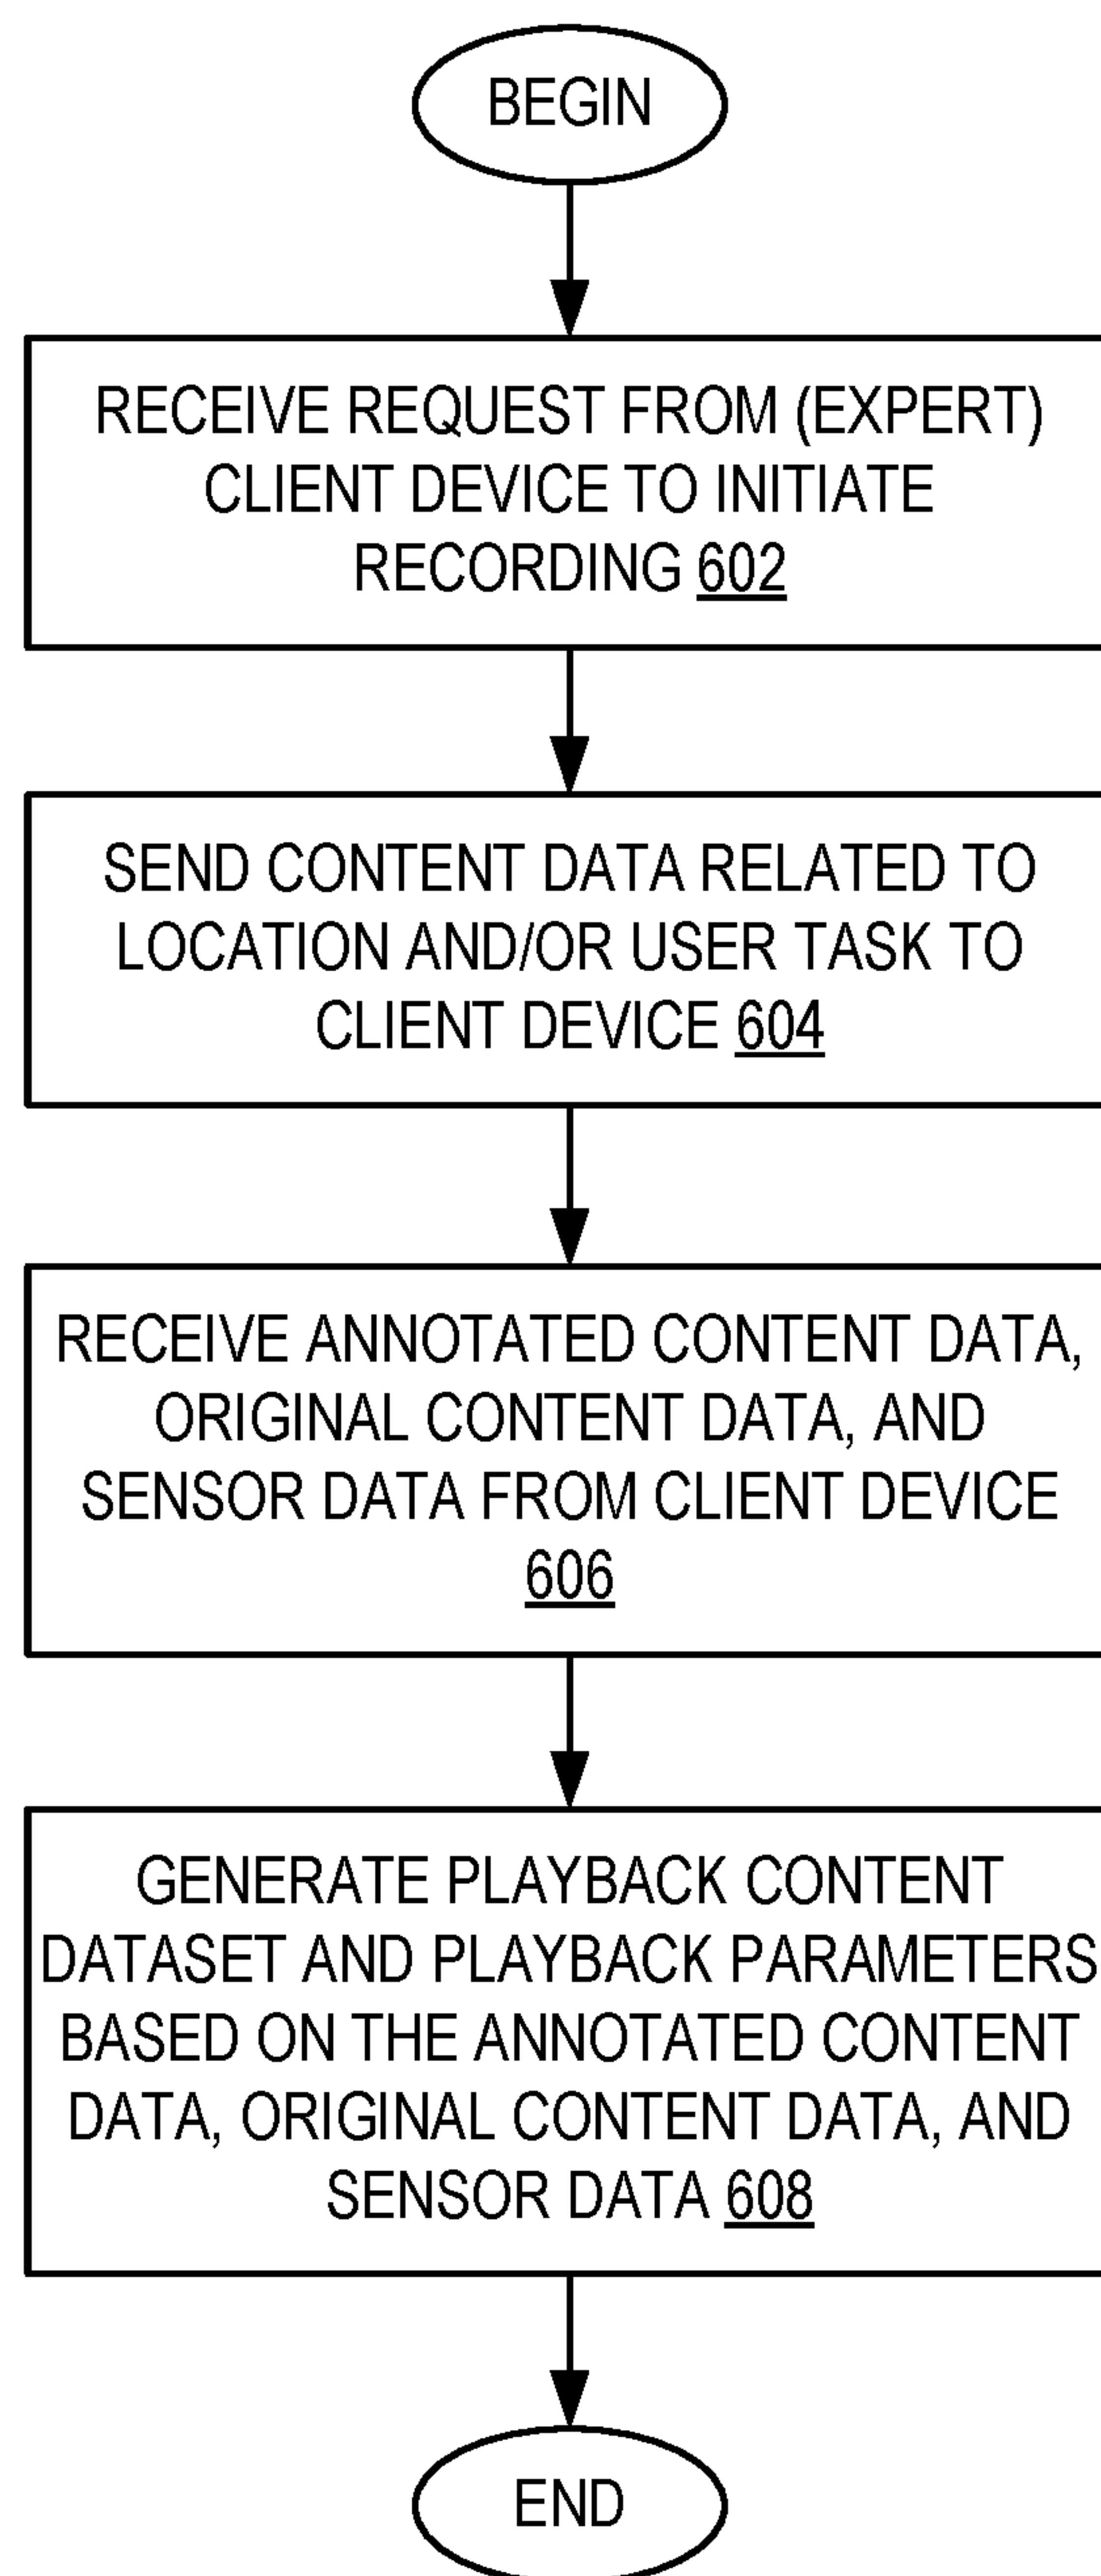 BEGIN
RECEIVE REQUEST FROM (EXPERT)
CLIENT DEVICE TO INITIATE
RECORDING 602
SEND CONTENT DATA RELATED TO
LOCATION AND/OR USER TASK TO
CLIENT DEVICE 604
RECEIVE ANNOTATED CONTENT DATA,
ORIGINAL CONTENT DATA, AND
SENSOR DATA FROM CLIENT DEVICE
606
GENERATE PLAYBACK CONTENT
DATASET AND PLAYBACK PARAMETERS
BASED ON THE ANNOTATED CONTENT
DATA, ORIGINAL CONTENT DATA, AND
SENSOR DATA 608
END